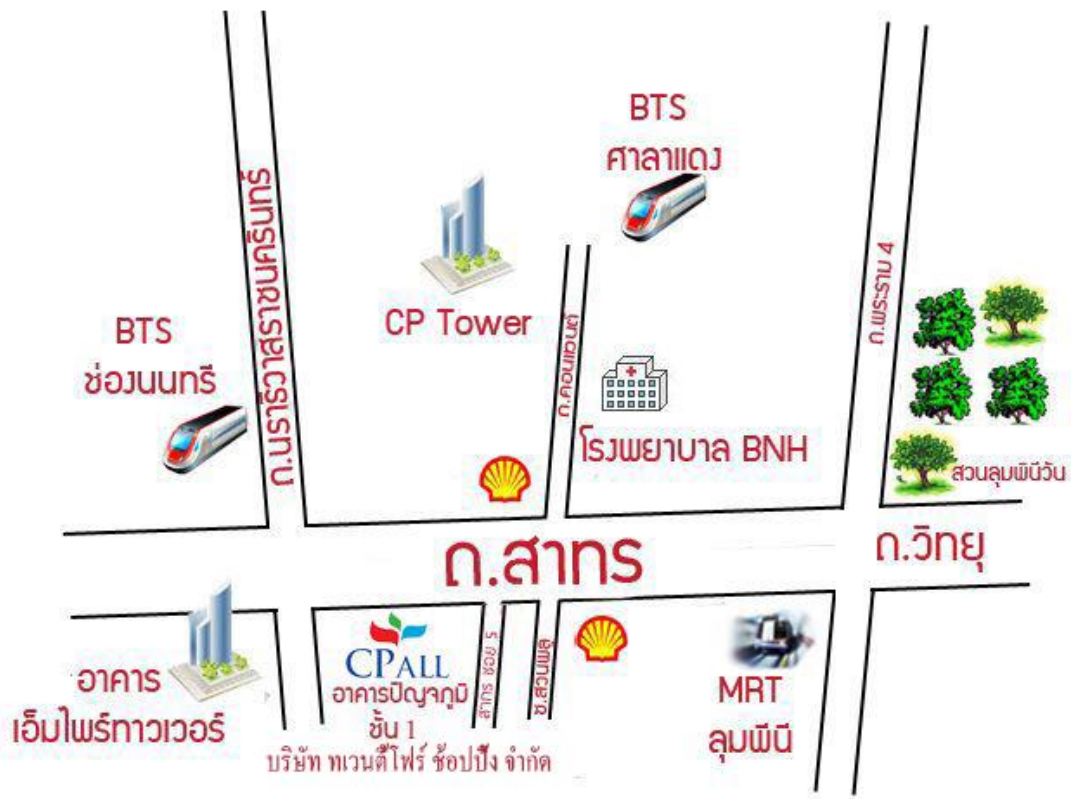 BTS
ศาลาแดง
ถ.นราธิวาสราชนครินทร์
CP Tower
ถ.คอนแวนต์
ถ.พระราม 4
BTS
ช่องนนทรี
โรงพยาบาล BNH
สวนลุมพินีวัน
ถ.สาทร
ถ.วิทยุ
อาคาร
เอ็มไพร์ทาวเวอร์
CPALL
อาคารปัญจภูมิ
ชั้น 1
บริษัท ทเวนตี้โฟร์ ช้อปปิ้ง จำกัด
สาทร ซอย 5
ซ.สวนพลู
MRT
ลุมพีนี